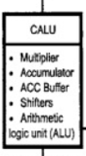 CALU
• Multiplier
• Accumulator
• ACC Buffer
• Shifters
• Arithmetic
logic unit (ALU)